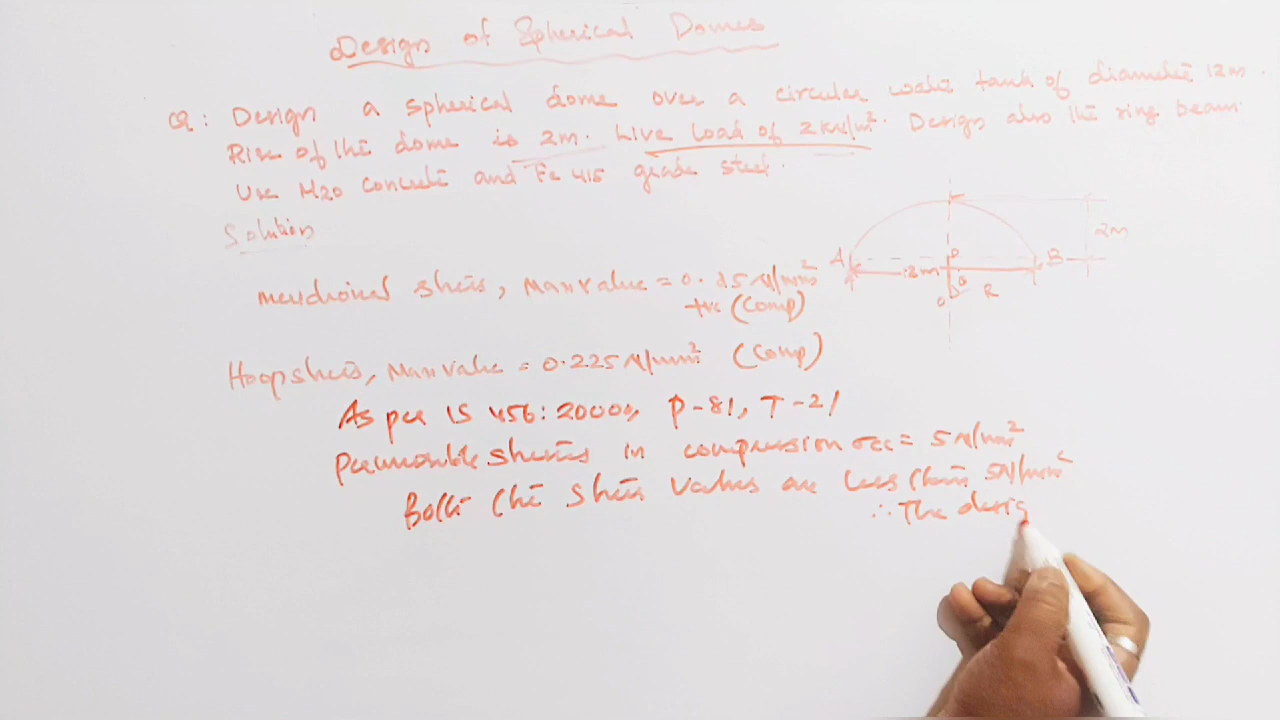 Design of Spherical Domes
Q: Design a spherical dome over a circular water tank of diameter 12m.
Rise of the dome is 2m. Live load of 2kN/m². Design also the ring beam.
Use M20 concrete and Fe 415 grade steel.
Solution
2m
A 12m D B
O θ R
meridional stress, Max value = 0. N/mm²
+ve (Comp)
Hoop stress, Max value = 0.225 N/mm² (Comp)
As per IS 456:2000, P-81, T-21
Permissible stresses in compression σcc = 5N/mm²
Both the stress values are less than 5N/mm²
∴ The desig